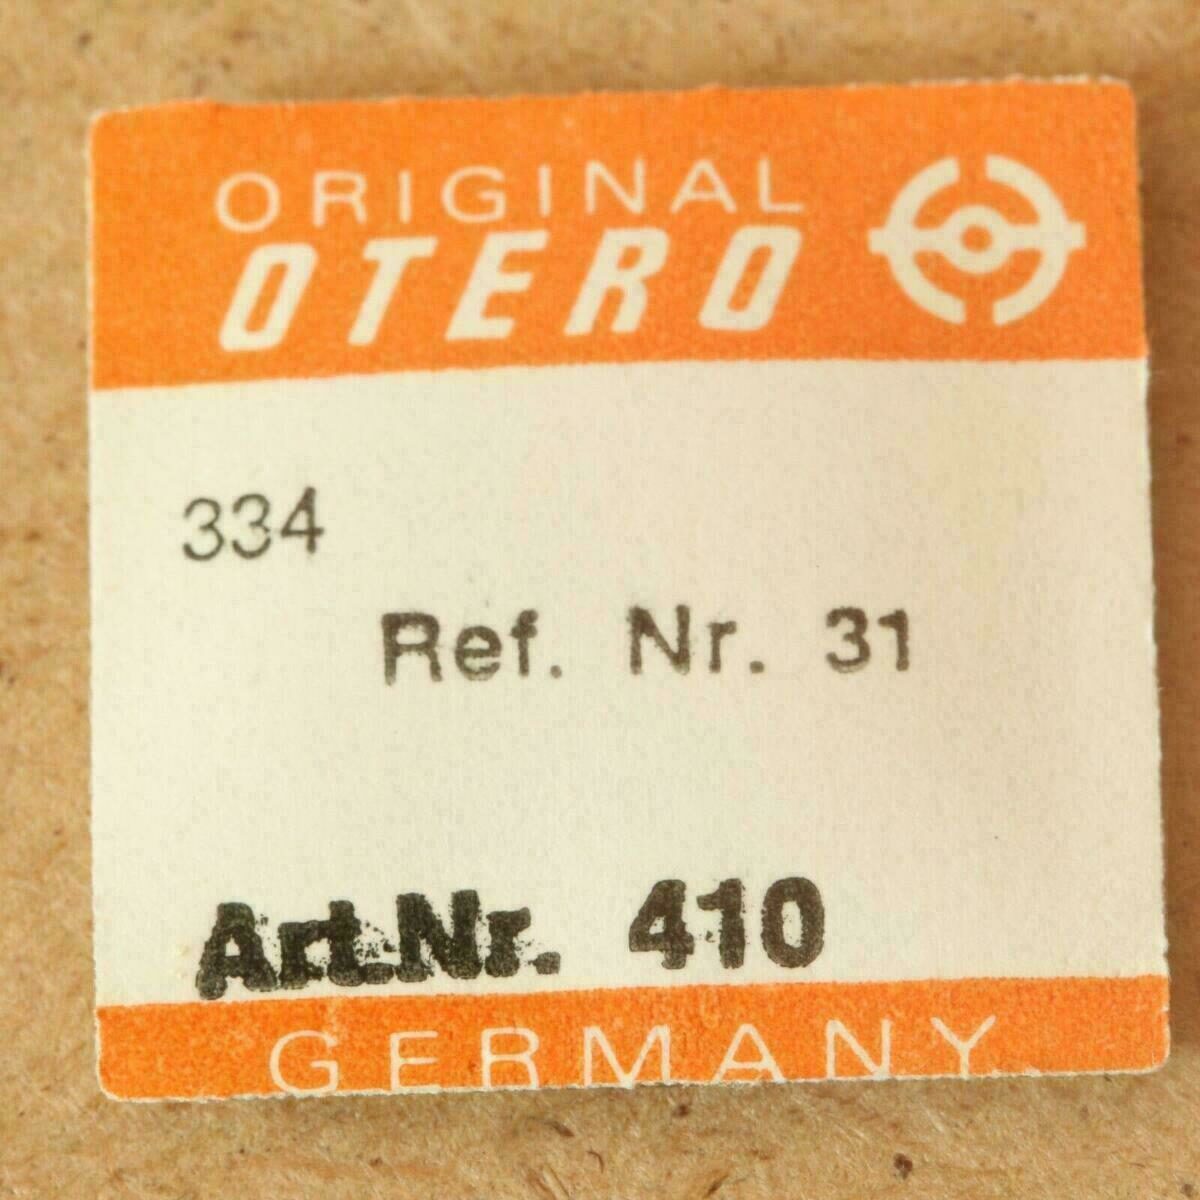 ORIGINAL
OTERO
334
Ref. Nr. 31
Art.Nr. 410
GERMANY